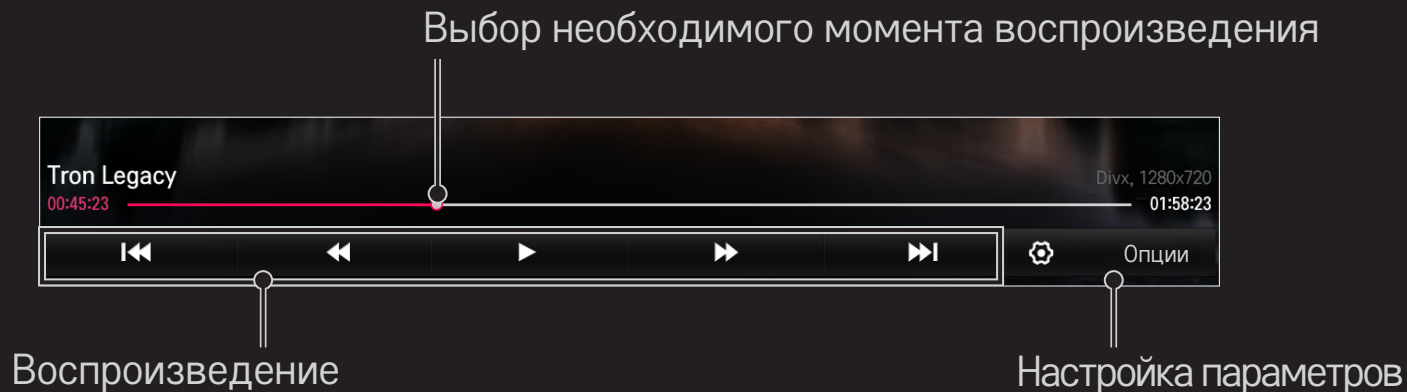 Выбор необходимого момента воспроизведения
Tron Legacy
Divx, 1280x720
00:45:23
01:58:23
Опции
Воспроизведение
Настройка параметров